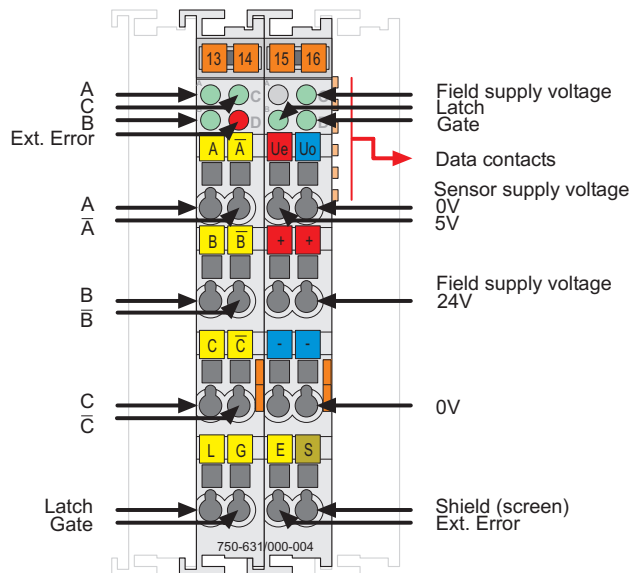 13 14 15 16
A
C
B
Ext. Error
C
D
A
B
C
D
Field supply voltage
Latch
Gate
Data contacts
A A̅ Ue Uo
A
A̅
Sensor supply voltage
0V
5V
B B̅ + +
B
B̅
Field supply voltage
24V
C C̅ - -
C
C̅
0V
L G E S
Latch
Gate
Shield (screen)
Ext. Error
750-631/000-004